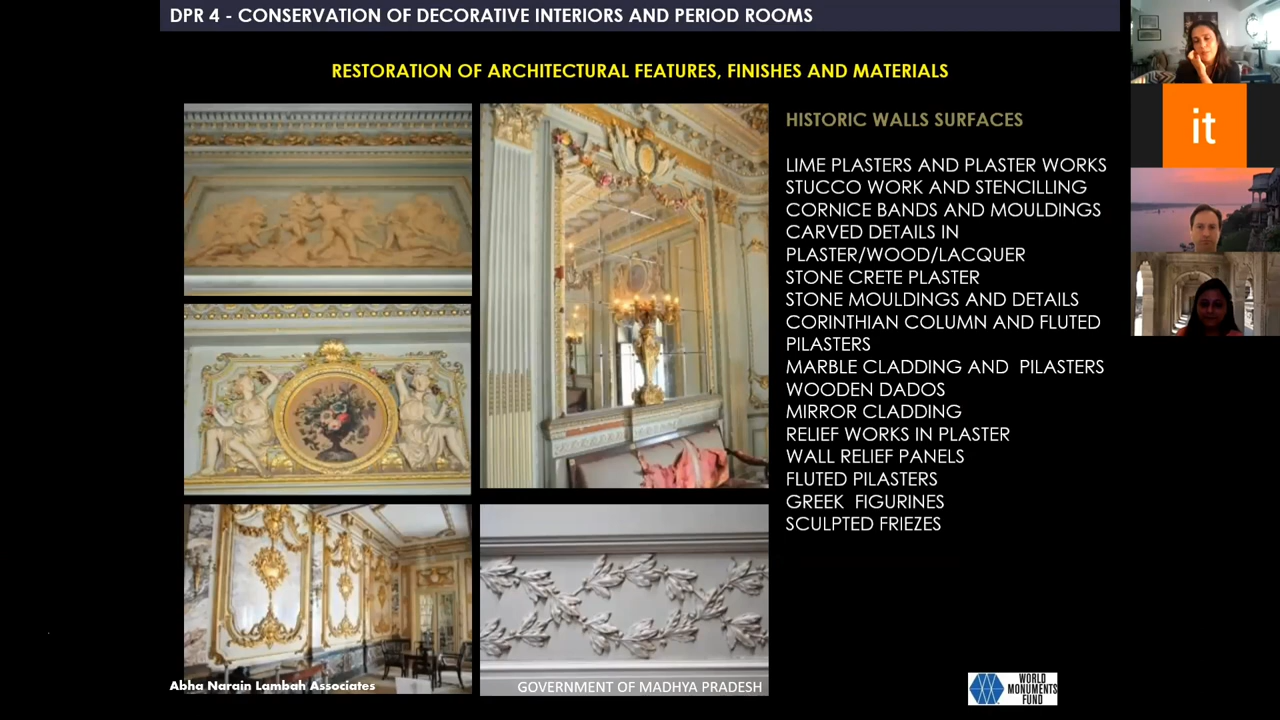 DPR 4 - CONSERVATION OF DECORATIVE INTERIORS AND PERIOD ROOMS
RESTORATION OF ARCHITECTURAL FEATURES, FINISHES AND MATERIALS
HISTORIC WALLS SURFACES
LIME PLASTERS AND PLASTER WORKS
STUCCO WORK AND STENCILLING
CORNICE BANDS AND MOULDINGS
CARVED DETAILS IN
PLASTER/WOOD/LACQUER
STONE CRETE PLASTER
STONE MOULDINGS AND DETAILS
CORINTHIAN COLUMN AND FLUTED
PILASTERS
MARBLE CLADDING AND PILASTERS
WOODEN DADOS
MIRROR CLADDING
RELIEF WORKS IN PLASTER
WALL RELIEF PANELS
FLUTED PILASTERS
GREEK FIGURINES
SCULPTED FRIEZES
Abha Narain Lambah Associates
GOVERNMENT OF MADHYA PRADESH
WORLD
MONUMENTS
FUND
it